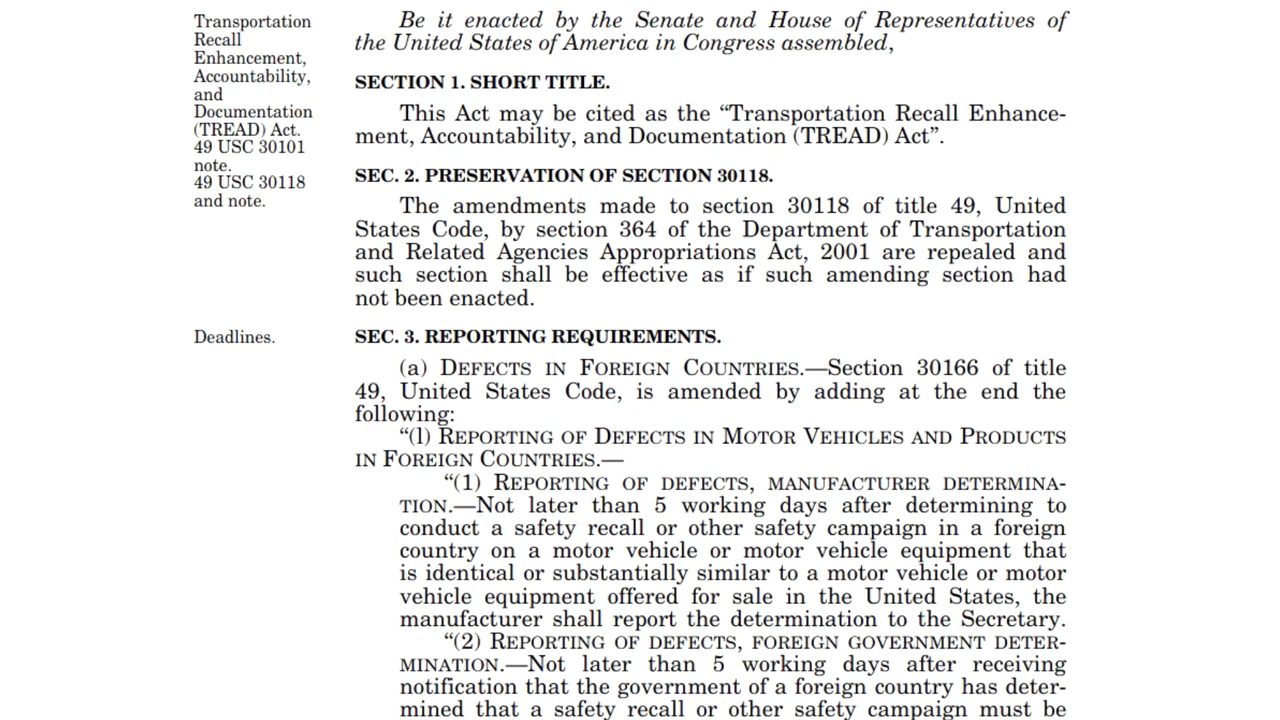 Transportation
Recall
Enhancement,
Accountability,
and
Documentation
(TREAD) Act.
49 USC 30101
note.
49 USC 30118
and note.
Be it enacted by the Senate and House of Representatives of
the United States of America in Congress assembled,
SECTION 1. SHORT TITLE.
This Act may be cited as the “Transportation Recall Enhance-
ment, Accountability, and Documentation (TREAD) Act”.
SEC. 2. PRESERVATION OF SECTION 30118.
The amendments made to section 30118 of title 49, United
States Code, by section 364 of the Department of Transportation
and Related Agencies Appropriations Act, 2001 are repealed and
such section shall be effective as if such amending section had
not been enacted.
Deadlines.
SEC. 3. REPORTING REQUIREMENTS.
(a) DEFECTS IN FOREIGN COUNTRIES.—Section 30166 of title
49, United States Code, is amended by adding at the end the
following:
“(l) REPORTING OF DEFECTS IN MOTOR VEHICLES AND PRODUCTS
IN FOREIGN COUNTRIES.—
“(1) REPORTING OF DEFECTS, MANUFACTURER DETERMINA-
TION.—Not later than 5 working days after determining to
conduct a safety recall or other safety campaign in a foreign
country on a motor vehicle or motor vehicle equipment that
is identical or substantially similar to a motor vehicle or motor
vehicle equipment offered for sale in the United States, the
manufacturer shall report the determination to the Secretary.
“(2) REPORTING OF DEFECTS, FOREIGN GOVERNMENT DETER-
MINATION.—Not later than 5 working days after receiving
notification that the government of a foreign country has deter-
mined that a safety recall or other safety campaign must be